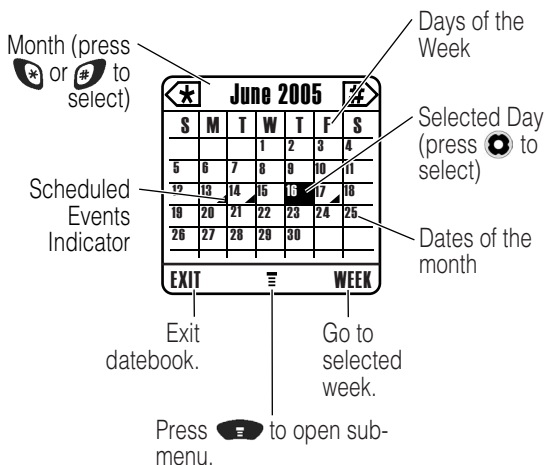 Days of the
Week
Month (press
* or # to
select)
* June 2005 #
S M T W T F S
1 2 3 4
5 6 7 8 9 10 11
12 13 14 15 16 17 18
19 20 21 22 23 24 25
26 27 28 29 30
EXIT WEEK
Selected Day
(press to
select)
Scheduled
Events
Indicator
Dates of the
month
Exit
datebook.
Go to
selected
week.
Press to open sub-
menu.